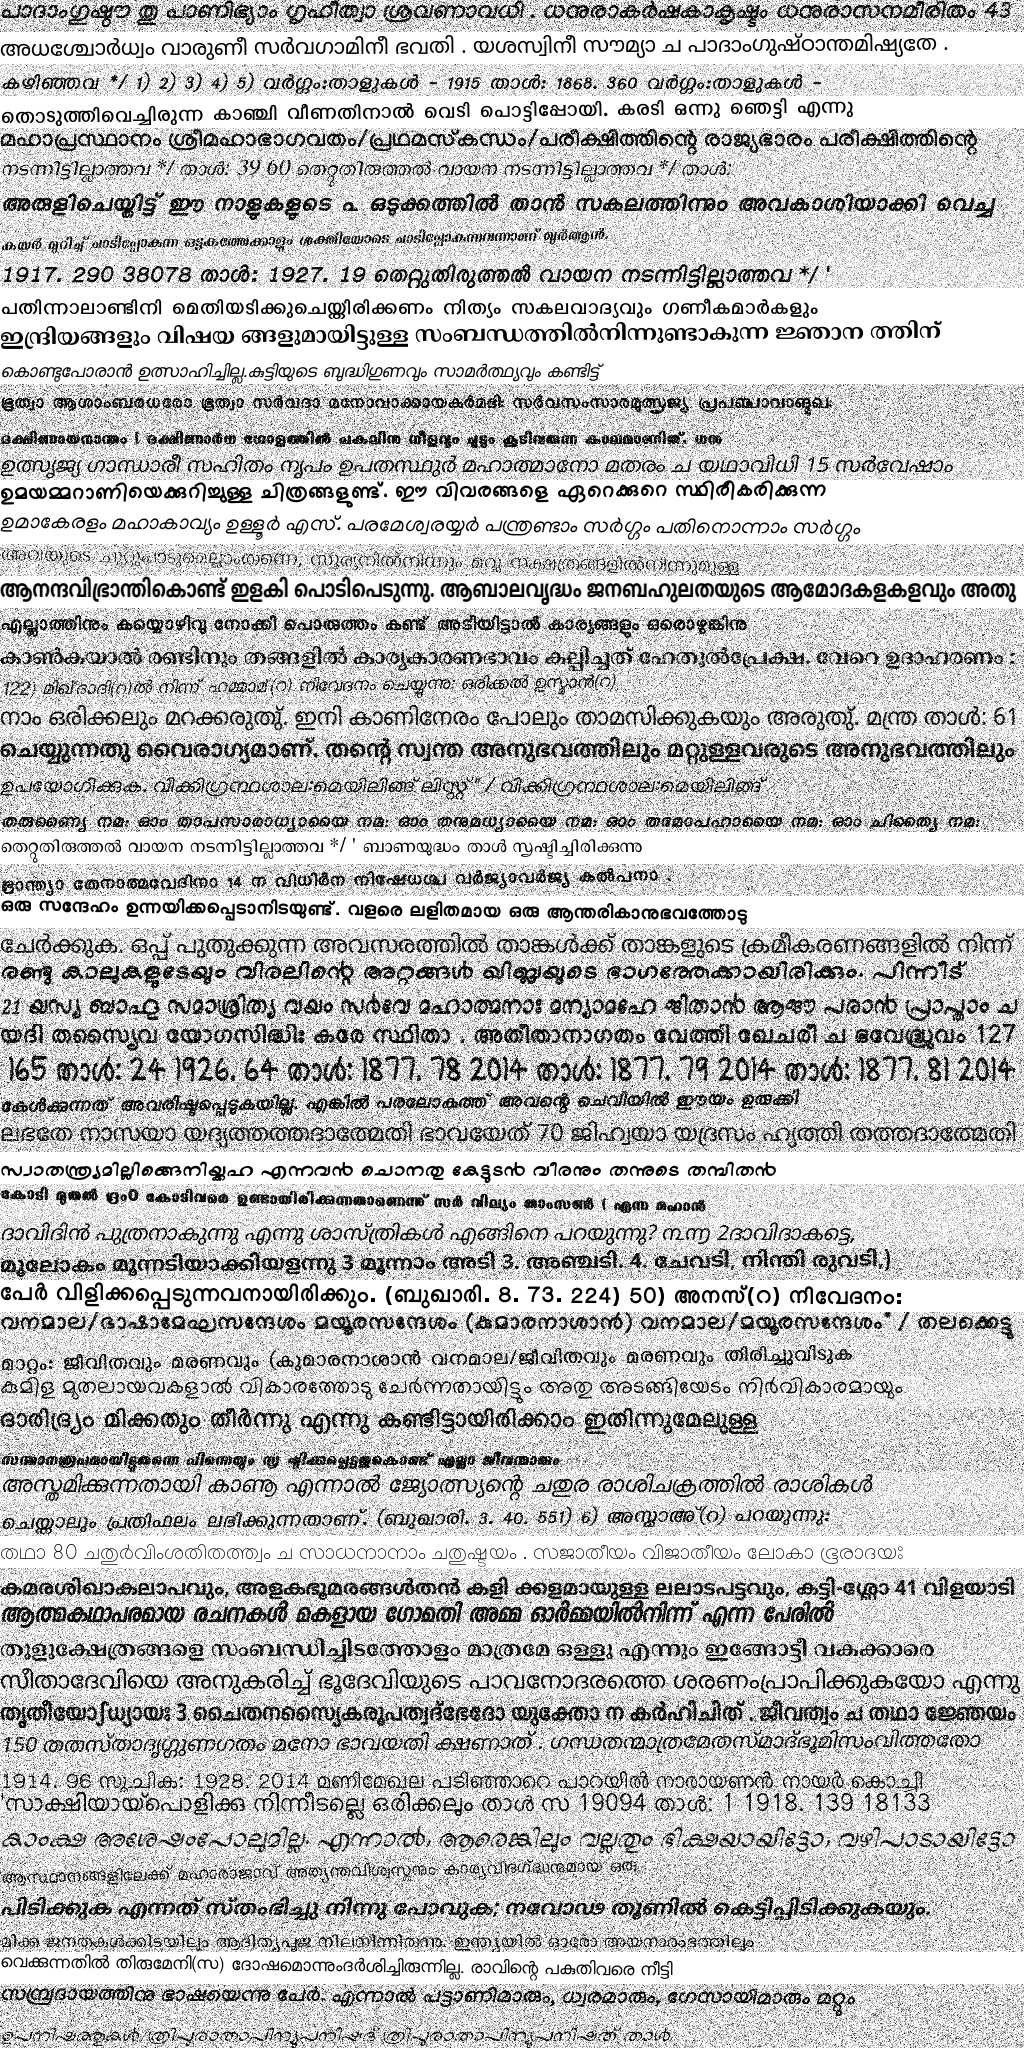 പാദാംഗുഷ്ഠൗ തു പാണിഭ്യാം ഗൃഹീത്വാ ശ്രവണാവധി . ധനുരാകർഷകാകൃഷ്ടം ധനുരാസനമീരിതം 43
അധശ്ചോർധ്വം വാരുണീ സർവഗാമിനീ ഭവതി . യശസ്വിനീ സൗമ്യാ ച പാദാംഗുഷ്ഠാന്തമിഷ്യതേ .
കഴിഞ്ഞവ */ 1) 2) 3) 4) 5) വർഗ്ഗം:താളുകൾ - 1915 താൾ: 1868. 360 വർഗ്ഗം:താളുകൾ -
തൊടുത്തിവെച്ചിരുന്ന കാഞ്ചി വീണതിനാൽ വെടി പൊട്ടിപ്പോയി. കരടി ഒന്നു ഞെട്ടി എന്നു
മഹാപ്രസ്ഥാനം ശ്രീമഹാഭാഗവതം/പ്രഥമസ്കന്ധം/പരീക്ഷിത്തിന്റെ രാജ്യഭാരം പരീക്ഷിത്തിന്റെ
നടന്നിട്ടില്ലാത്തവ */ താൾ: 39 60 തെറ്റുതിരുത്തൽ വായന നടന്നിട്ടില്ലാത്തവ */ താൾ:
അരുളിചെയ്തിട്ട് ഈ നാളുകളുടെ ഒടുക്കത്തിൽ താൻ സകലത്തിന്നും അവകാശിയാക്കി വെച്ച
കയർ മുറിച്ച് ചാടിപ്പോകുന്ന ഒട്ടകത്തേക്കാളും ശക്തിയോടെ ചാടിപ്പോകുന്നവന്നാണ് ഖുർആൻ.
1917. 290 38078 താൾ: 1927. 19 തെറ്റുതിരുത്തൽ വായന നടന്നിട്ടില്ലാത്തവ */ '
പതിന്നാലാണ്ടിനി മെതിയടിക്കുചെയ്തിരിക്കണം നിത്യം സകലവാദ്യവും ഗണീകമാർകളും
ഇന്ദ്രിയങ്ങളും വിഷയ ങ്ങളുമായിട്ടുള്ള സംബന്ധത്തിൽനിന്നുണ്ടാകുന്ന ജ്ഞാന ത്തിന്
കൊണ്ടുപോരാൻ ഉത്സാഹിച്ചില്ല.കുട്ടിയുടെ ബുദ്ധിഗുണവും സാമർത്ഥ്യവും കണ്ടിട്ട്
ഭൂത്വാ ആശാംബരധരോ ഭൂത്വാ സർവദാ മനോവാക്കായകർമഭിഃ സർവസംസാരമുത്സൃജ്യ പ്രപഞ്ചാവാങ്മുഖഃ
ദക്ഷിണായനാന്തം ( ദക്ഷിണാർദ്ധ ഗോളത്തിൽ പകലിനു നീളവും ചൂടും കൂടിവരുന്ന കാലമാണിത്. ധനു
ഉത്സൃജ്യ ഗാന്ധാരീ സഹിതം നൃപം ഉപതസ്ഥുർ മഹാത്മാനോ മതരം ച യഥാവിധി 15 സർവേഷാം
ഉമയമ്മറാണിയെക്കുറിച്ചുള്ള ചിത്രങ്ങളുണ്ട്. ഈ വിവരങ്ങളെ ഏറെക്കുറെ സ്ഥിരീകരിക്കുന്ന
ഉമാകേരളം മഹാകാവ്യം ഉള്ളൂർ എസ്. പരമേശ്വരയ്യർ പന്ത്രണ്ടാം സർഗ്ഗം പതിനൊന്നാം സർഗ്ഗം
അവയുടെ ചുറ്റുപാടുമെല്ലാംതന്നെ, സൂര്യനിൽനിന്നും മറ്റു നക്ഷത്രങ്ങളിൽനിന്നുമുള്ള
ആനന്ദവിഭ്രാന്തികൊണ്ട് ഇളകി പൊടിപെടുന്നു. ആബാലവൃദ്ധം ജനബഹുലതയുടെ ആമോദകളകളവും അതു
എല്ലാത്തിനും കയ്യൊഴിവു നോക്കി പൊരുത്തം കണ്ട് അടീയിട്ടാൽ കാര്യങ്ങളും ഒരൊഴുങ്കിനു
കാൺകയാൽ രണ്ടിനും തങ്ങളിൽ കാര്യകാരണഭാവം കല്പിച്ചത് ഹേതുൽപ്രേക്ഷ. വേറെ ഉദാഹരണം :
122) മിഖ്ദാദി(റ)ൽ നിന്ന് ഹമ്മാമ്(റ) നിവേദനം ചെയ്യുന്നു: ഒരിക്കൽ ഉസ്മാൻ(റ)
നാം ഒരിക്കലും മറക്കരുതു്. ഇനി കാണിനേരം പോലും താമസിക്കുകയും അരുതു്. മന്ത്ര താൾ: 61
ചെയ്യുന്നതു വൈരാഗ്യമാണ്. തന്റെ സ്വന്ത അനുഭവത്തിലും മറ്റുള്ളവരുടെ അനുഭവത്തിലും
ഉപയോഗിക്കുക. വിക്കിഗ്രന്ഥശാല:മെയിലിങ്ങ് ലിസ്റ്റ് " / വിക്കിഗ്രന്ഥശാല:മെയിലിങ്ങ്
തരുണ്യൈ നമഃ ഓം താപസാരാധ്യായൈ നമഃ ഓം തനുമധ്യായൈ നമഃ ഓം തമോപഹായൈ നമഃ ഓം ചിത്യൈ നമഃ
തെറ്റുതിരുത്തൽ വായന നടന്നിട്ടില്ലാത്തവ */ ' ബാണയുദ്ധം താൾ സൃഷ്ടിച്ചിരിക്കുന്നു
ഭ്രാന്ത്യാ തേനാത്മവേദിനാ 14 ന വിധിർന നിഷേധശ്ച വർജ്യാവർജ്യ കൽപനാ .
ഒരു സന്ദേഹം ഉന്നയിക്കപ്പെടാനിടയുണ്ട്. വളരെ ലളിതമായ ഒരു ആന്തരികാനുഭവത്തോടു
ചേർക്കുക. ഒപ്പ് പുതുക്കുന്ന അവസരത്തിൽ താങ്കൾക്ക് താങ്കളുടെ ക്രമീകരണങ്ങളിൽ നിന്ന്
രണ്ടു കാലുകളുടേയും വിരലിന്റെ അറ്റങ്ങൾ ഖിബ്ലയുടെ ഭാഗത്തേക്കായിരിക്കും. പിന്നീട്
21 യസ്യ ബാഹൂ സമാശ്രിത്യ വയം സർവേ മഹാത്മനാഃ മന്യാമഹേ ജിതാൻ ആജൗ പരാൻ പ്രാപ്താം ച
യദി തസ്യൈവ യോഗസിദ്ധിഃ കരേ സ്ഥിതാ . അതീതാനാഗതം വേത്തി ഖേചരീ ച ഭവേദ്ധ്രുവം 127
165 താൾ: 24 1926. 64 താൾ: 1877. 78 2014 താൾ: 1877. 79 2014 താൾ: 1877. 81 2014
കേൾക്കുന്നത് അവരിഷ്ടപ്പെടുകയില്ല. എങ്കിൽ പരലോകത്ത് അവന്റെ ചെവിയിൽ ഈയം ഉരുക്കി
ലഭതേ നാസയാ യദ്യത്തത്തദാത്മേതി ഭാവയേത് 70 ജിഹ്വയാ യദ്രസം ഹ്യത്തി തത്തദാത്മേതി
സ്വാതന്ത്ര്യമില്ലിങ്ങെനിയ്ക്കഹ എന്നവൻ ചൊനതു കേട്ടുടൻ വീരനും തന്നുടെ തമ്പിതൻ
കോടി മുതൽ ദ്രം0 കോടിവരെ ഉണ്ടായിരിക്കുന്നതാണെന്നു് സർ വില്യം താംസൺ ( എന്ന മഹാൻ
ദാവിദിൻ പുത്രനാകുന്നു എന്നു ശാസ്ത്രികൾ എങ്ങിനെ പറയുന്നു? ൩൬ 2ദാവിദാകട്ടെ,
മൂലോകം മൂന്നടിയാക്കിയളന്നു 3 മൂന്നാം അടി 3. അഞ്ചടി. 4. ചേവടി, നിന്തി രുവടി,)
പേർ വിളിക്കപ്പെടുന്നവനായിരിക്കും. (ബുഖാരി. 8. 73. 224) 50) അനസ്(റ) നിവേദനം:
വനമാല/ഭാഷാമേഘസന്ദേശം മയൂരസന്ദേശം (കുമാരനാശാൻ) വനമാല/മയൂരസന്ദേശം" / തലക്കെട്ടു
മാറ്റം: ജീവിതവും മരണവും (കുമാരനാശാൻ വനമാല/ജീവിതവും മരണവും തിരിച്ചുവിടുക
കുമിള മുതലായവകളാൽ വികാരത്തോടു ചേർന്നതായിട്ടും അതു അടങ്ങിയേടം നിർവികാരമായും
ദാരിദ്ര്യം മിക്കതും തീർന്നു എന്നു കണ്ടിട്ടായിരിക്കാം ഇതിന്നുമേലുള്ള
സന്താനരൂപമായിട്ടുതന്നെ പിന്നെയും സൃ ഷ്ടിക്കപ്പെട്ടതുകൊണ്ട് എല്ലാ ജീവന്മാരും
അസ്തമിക്കുന്നതായി കാണൂ എന്നാൽ ജ്യോത്സ്യന്റെ ചതുര രാശിചക്രത്തിൽ രാശികൾ
ചെയ്താലും പ്രതിഫലം ലഭിക്കുന്നതാണ്. (ബുഖാരി. 3. 40. 551) 6) അസ്മാഅ്(റ) പറയുന്നു:
തഥാ 80 ചതുർവിംശതിതത്ത്വം ച സാധനാനാം ചതുഷ്ടയം . സജാതീയം വിജാതീയം ലോകാ ഭൂരാദയഃ
കമരശിഖാകലാപവും, അളകഭൂമരങ്ങൾതൻ കളി ക്കളമായുള്ള ലലാടപട്ടവും, കട്ടി-ശ്ലോ 41 വിളയാടി
ആത്മകഥാപരമായ രചനകൾ മകളായ ഗോമതി അമ്മ ഓർമ്മയിൽനിന്ന് എന്ന പേരിൽ
തുളുക്ഷേത്രങ്ങളെ സംബന്ധിച്ചിടത്തോളം മാത്രമേ ഒള്ളു എന്നും ഇങ്ങോട്ടീ വകക്കാരെ
സീതാദേവിയെ അനുകരിച്ച് ഭൂദേവിയുടെ പാവനോദരത്തെ ശരണംപ്രാപിക്കുകയോ എന്നു
തൃതീയോഽധ്യായഃ 3 ചൈതനസ്യൈകരൂപത്വദ്ഭേദോ യുക്തോ ന കർഹിചിത് . ജീവത്വം ച തഥാ ജ്ഞേയം
150 തതസ്താദൃഗ്ഗുണഗതം മനോ ഭാവയതി ക്ഷണാത് . ഗന്ധതന്മാത്രമേതസ്മാദ്ഭൂമിസംവിത്തതോ
1914. 96 സൂചിക: 1928. 2014 മണിമേഖല പടിഞ്ഞാറെ പാറയിൽ നാരായണൻ നായർ കൊച്ചി
'സാക്ഷിയായ്പൊളിക്കു നിന്നീടല്ലെ ഒരിക്കലും താൾ സ 19094 താൾ: 1 1918. 139 18133
കാംക്ഷ അശേഷംപോലുമില്ല. എന്നാൽ, ആരെങ്കിലും വല്ലതും ഭിക്ഷയായിട്ടോ, വഴിപാടായിട്ടോ
ആസ്ഥാനങ്ങളിലേക്ക് മഹാരാജാവ് അത്യന്തവിശ്വസ്തനും കാര്യവിദഗ്ദ്ധനുമായ ഒരു
പിടിക്കുക എന്നത് സ്തംഭിച്ചു നിന്നു പോവുക; നവോഢ തൂണിൽ കെട്ടിപ്പിടിക്കുകയും.
മിക്ക ജനതകൾക്കിടയിലും ആദിത്യപൂജ നിലനിന്നിരുന്നു. ഇന്ത്യയിൽ ഓരോ അയനാരംഭത്തിലും
വെക്കുന്നതിൽ തിരുമേനി(സ) ദോഷമൊന്നുംദർശിച്ചിരുന്നില്ല. രാവിന്റെ പകുതിവരെ നീട്ടി
സമ്പ്രദായത്തിനു ഭാഷയെന്നു പേർ. എന്നാൽ പട്ടാണിമാരും, ധ്വരമാരും, ഗേസായിമാരും മറ്റും
ഉപനിഷത്തുകൾ ത്രിപുരാതാപിന്യുപനിഷദ് ത്രിപുരാതാപിന്യുപനിഷത് താൾ